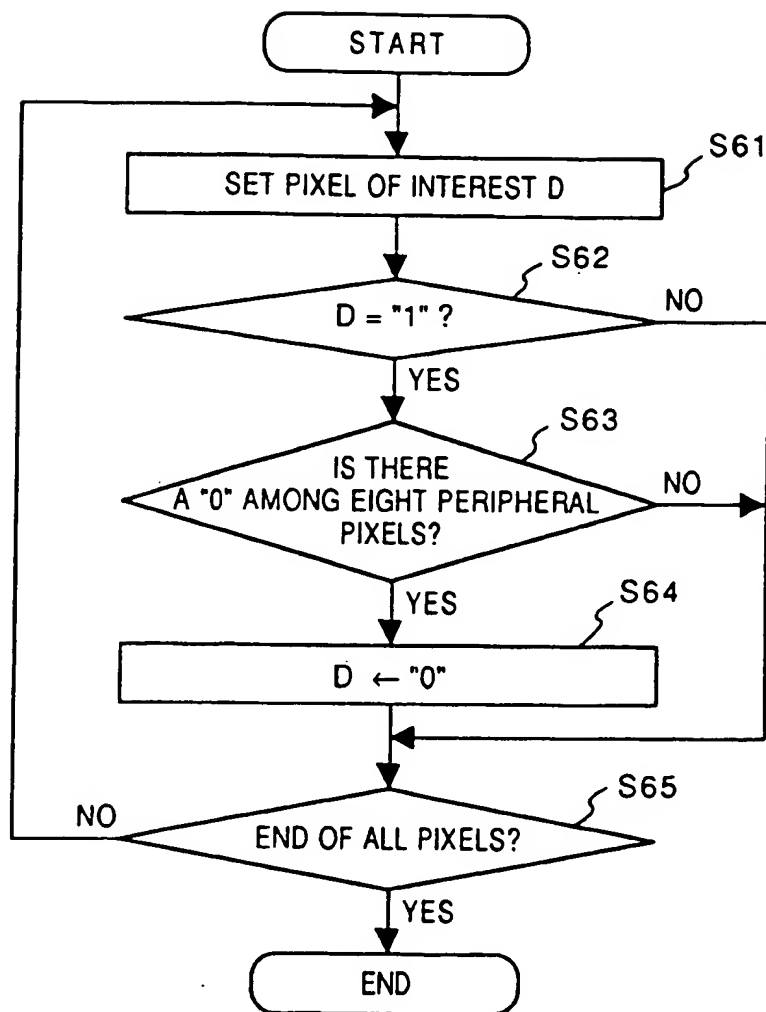 START
S61
SET PIXEL OF INTEREST D
S62
D = "1" ?
NO
YES
S63
IS THERE
A "0" AMONG EIGHT PERIPHERAL
PIXELS?
NO
YES
S64
D ← "0"
S65
NO
END OF ALL PIXELS?
YES
END